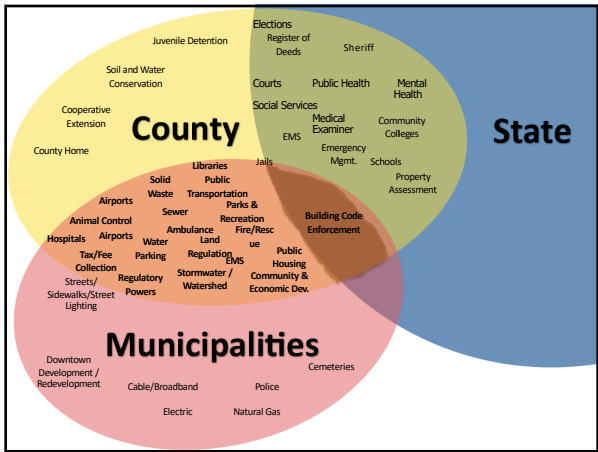 Elections
Juvenile Detention
Register of
Deeds
Sheriff
Soil and Water
Conservation
Courts
Public Health
Mental
Health
Cooperative
Extension
Social Services
Medical
Examiner
Community
Colleges
County
State
EMS
County Home
Emergency
Mgmt.
Jails
Schools
Libraries
Property
Assessment
Solid
Waste
Public
Transportation
Airports
Parks &
Recreation
Sewer
Building Code
Enforcement
Animal Control
Ambulance
Fire/Resc
ue
Hospitals
Airports
Water
Land
Regulation
Parking
EMS
Public
Housing
Tax/Fee
Collection
Regulatory
Powers
Stormwater /
Watershed
Community &
Economic Dev.
Streets/
Sidewalks/Street
Lighting
Municipalities
Downtown
Development /
Redevelopment
Cemeteries
Cable/Broadband
Police
Electric
Natural Gas